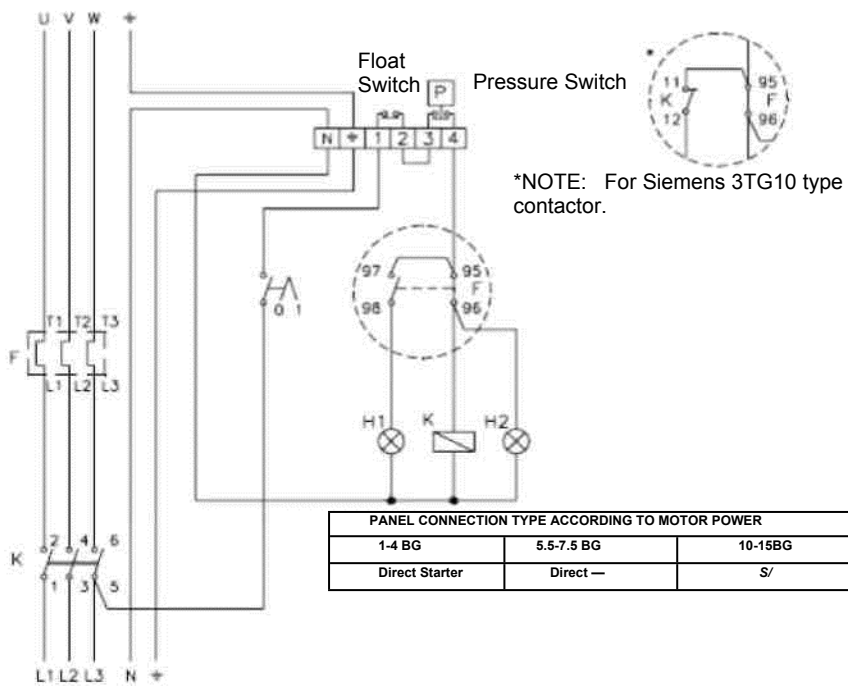 U V W ⏚
Float
Switch
Pressure Switch
P
N ⏚ 1 2 3 4
*
11 95
K F
12 96
*NOTE: For Siemens 3TG10 type
contactor.
97 95
F
98 96
0 1
T1 T2 T3
F
L1 L2 L3
H1 K H2
2 4 6
K
1 3 5
PANEL CONNECTION TYPE ACCORDING TO MOTOR POWER
1-4 BG 5.5-7.5 BG 10-15BG
Direct Starter Direct — S/
L1 L2 L3 N ⏚